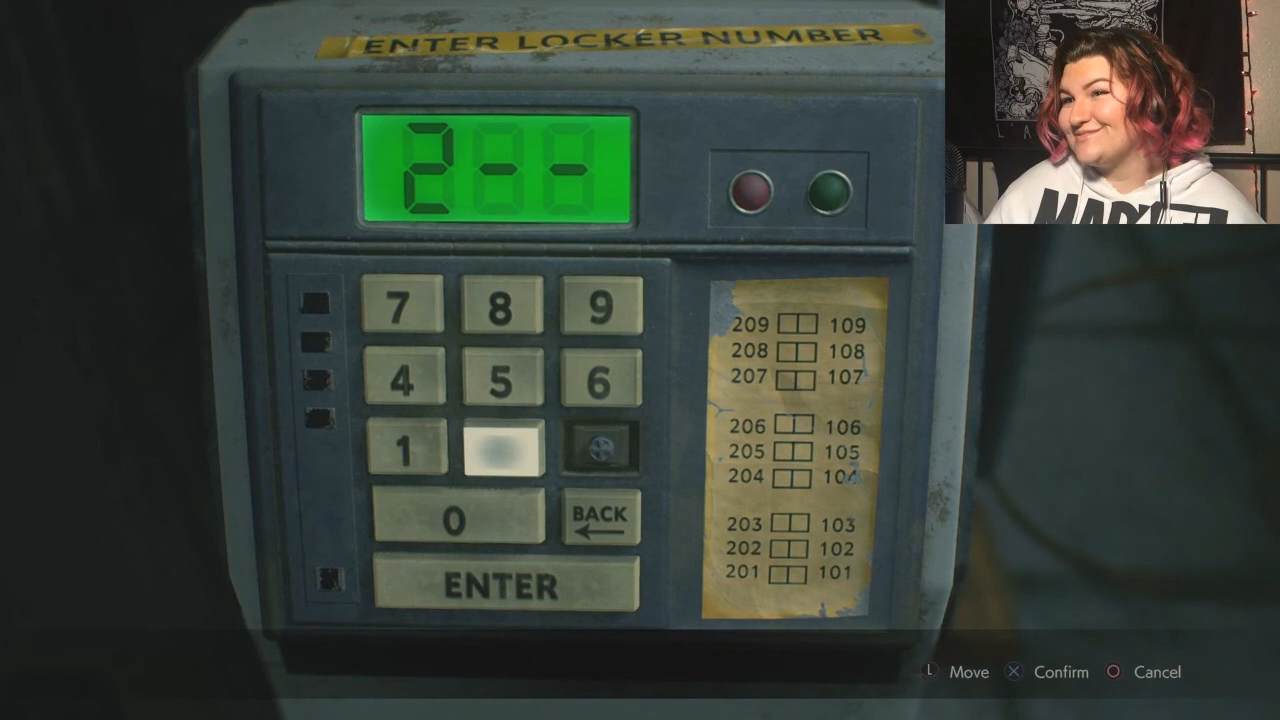 ENTER LOCKER NUMBER
2--
7 8 9
4 5 6
1
0 BACK
ENTER
209 109
208 108
207 107
206 106
205 105
204 104
203 103
202 102
201 101
L Move Confirm Cancel